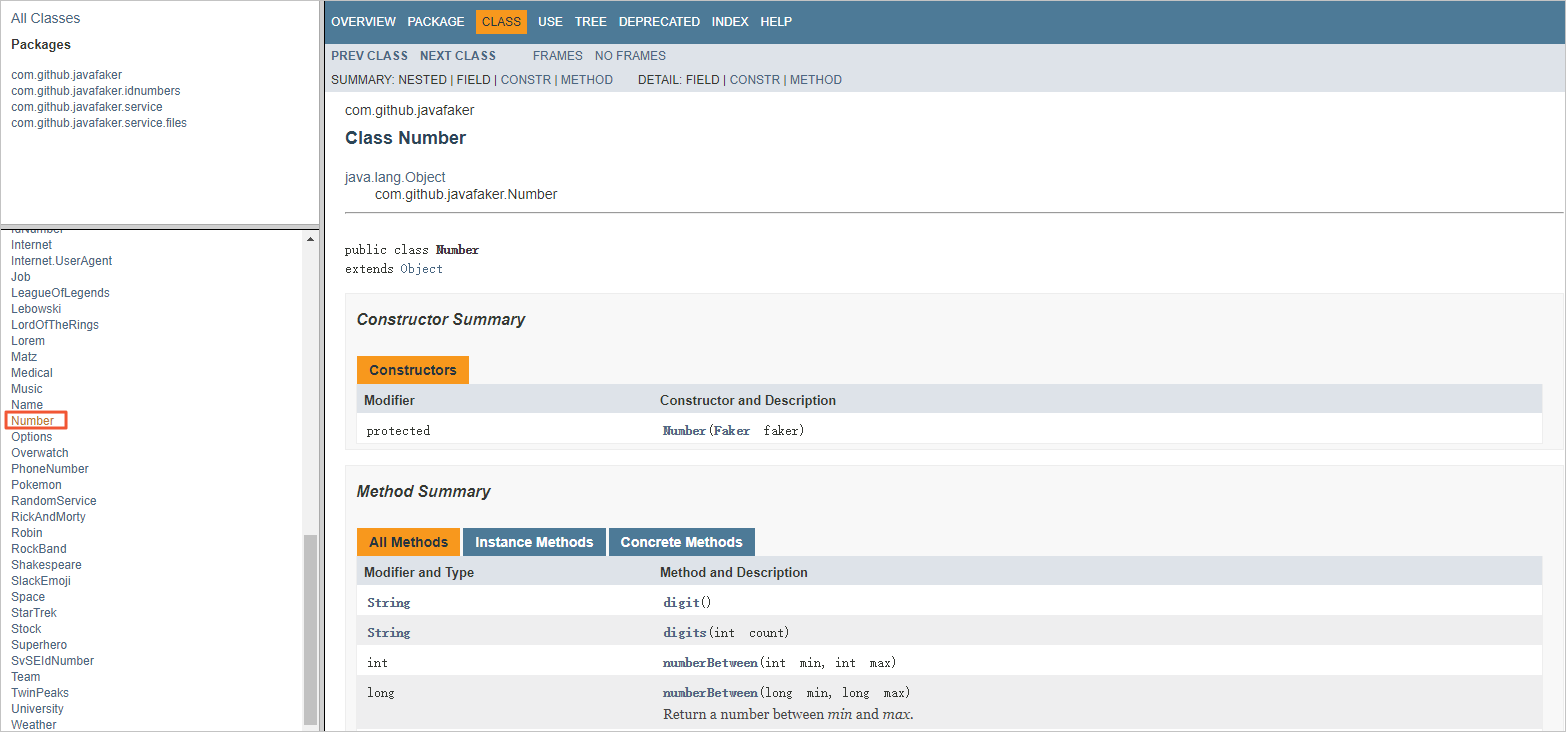 All Classes
Packages
com.github.javafaker
com.github.javafaker.idnumbers
com.github.javafaker.service
com.github.javafaker.service.files
IdNumber
Internet
Internet.UserAgent
Job
LeagueOfLegends
Lebowski
LordOfTheRings
Lorem
Matz
Medical
Music
Name
Number
Options
Overwatch
PhoneNumber
Pokemon
RandomService
RickAndMorty
Robin
RockBand
Shakespeare
SlackEmoji
Space
StarTrek
Stock
Superhero
SvSEIdNumber
Team
TwinPeaks
University
Weather
OVERVIEW PACKAGE CLASS USE TREE DEPRECATED INDEX HELP
PREV CLASS NEXT CLASS FRAMES NO FRAMES
SUMMARY: NESTED | FIELD | CONSTR | METHOD DETAIL: FIELD | CONSTR | METHOD
com.github.javafaker
Class Number
java.lang.Object
com.github.javafaker.Number
public class Number
extends Object
Constructor Summary
Constructors
Modifier Constructor and Description
protected Number(Faker faker)
Method Summary
All Methods Instance Methods Concrete Methods
Modifier and Type Method and Description
String digit()
String digits(int count)
int numberBetween(int min, int max)
long numberBetween(long min, long max)
Return a number between min and max.